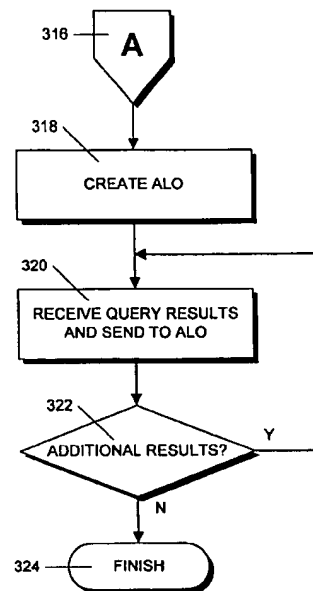 316
A
318
CREATE ALO
320
RECEIVE QUERY RESULTS
AND SEND TO ALO
322
ADDITIONAL RESULTS?
Y
N
324
FINISH